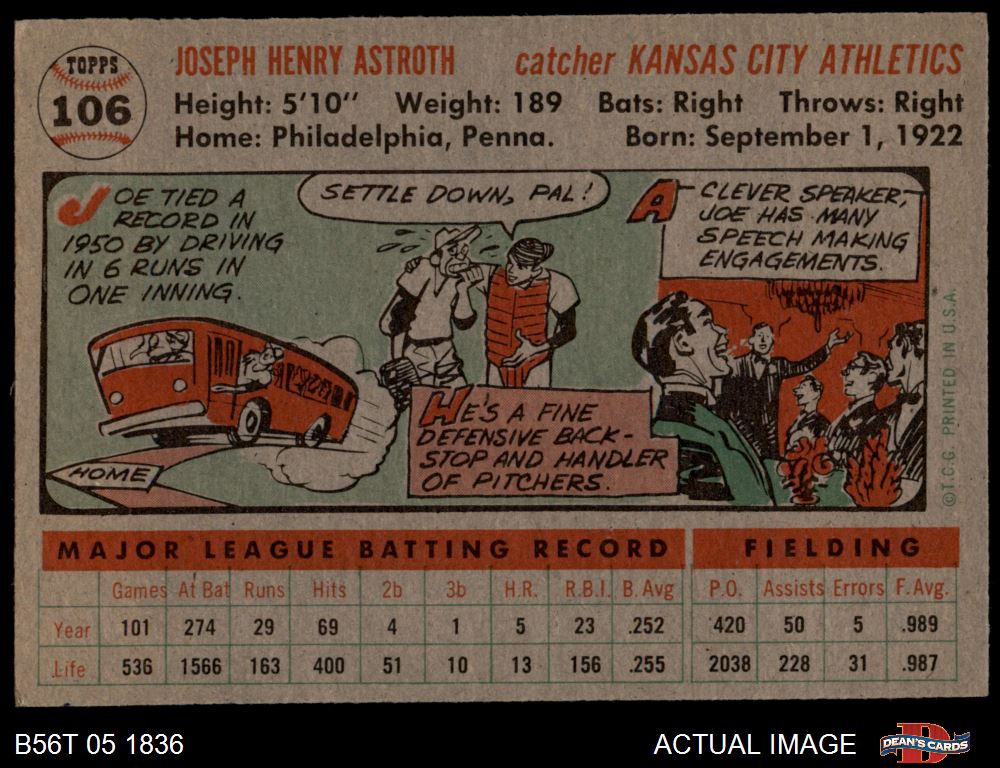 TOPPS
106
JOSEPH HENRY ASTROTH catcher KANSAS CITY ATHLETICS
Height: 5'10" Weight: 189 Bats: Right Throws: Right
Home: Philadelphia, Penna. Born: September 1, 1922
JOE TIED A
RECORD IN
1950 BY DRIVING
IN 6 RUNS IN
ONE INNING.
HOME
SETTLE DOWN, PAL!
HE'S A FINE
DEFENSIVE BACK-
STOP AND HANDLER
OF PITCHERS.
A CLEVER SPEAKER,
JOE HAS MANY
SPEECH MAKING
ENGAGEMENTS.
©T.C.G. PRINTED IN U.S.A.
MAJOR LEAGUE BATTING RECORD FIELDING
Games At Bat Runs Hits 2b 3b H.R. R.B.I. B. Avg P.O. Assists Errors F. Avg.
Year 101 274 29 69 4 1 5 23 .252 420 50 5 .989
Life 536 1566 163 400 51 10 13 156 .255 2038 228 31 .987
B56T 05 1836 ACTUAL IMAGE DEAN'S CARDS